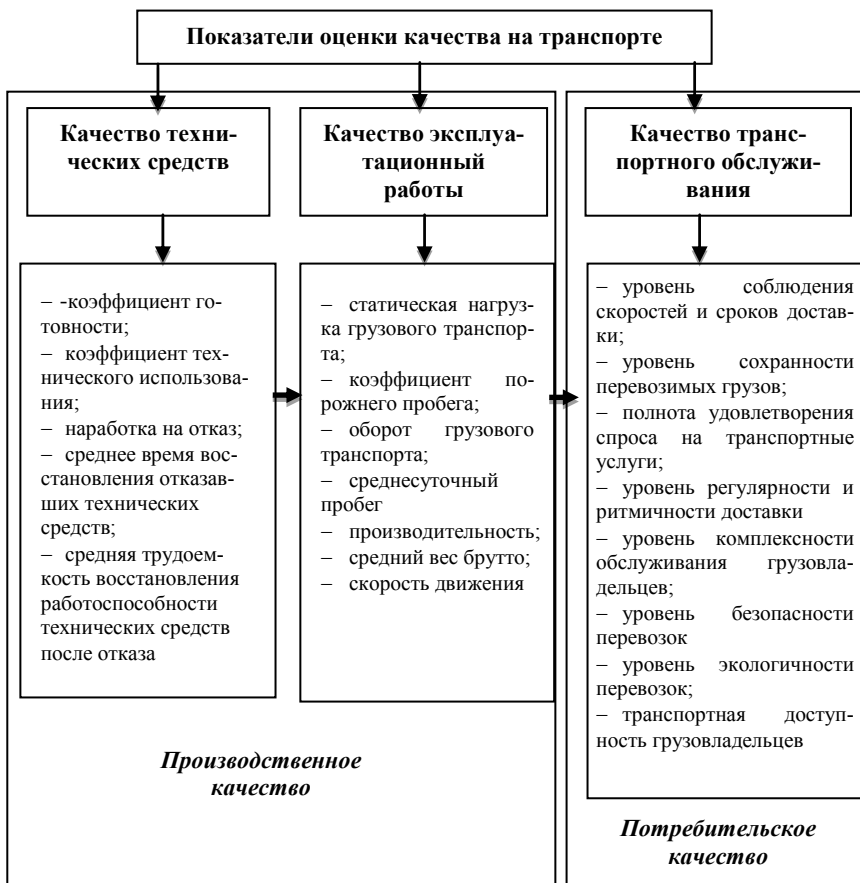 Показатели оценки качества на транспорте
Качество техни-
ческих средств
Качество эксплуа-
тационный
работы
Качество транс-
портного обслужи-
вания
– -коэффициент го-
товности;
– коэффициент тех-
нического использова-
ния;
– наработка на отказ;
– среднее время вос-
становления отказав-
ших технических
средств;
– средняя трудоем-
кость восстановления
работоспособности
технических средств
после отказа
– статическая нагруз-
ка грузового транспор-
та;
– коэффициент по-
рожнего пробега;
– оборот грузового
транспорта;
– среднесуточный
пробег
– производительность;
– средний вес брутто;
– скорость движения
– уровень соблюдения
скоростей и сроков достав-
ки;
– уровень сохранности
перевозимых грузов;
– полнота удовлетворения
спроса на транспортные
услуги;
– уровень регулярности и
ритмичности доставки
– уровень комплексности
обслуживания грузовла-
дельцев;
– уровень безопасности
перевозок
– уровень экологичности
перевозок;
– транспортная доступ-
ность грузовладельцев
Производственное
качество
Потребительское
качество